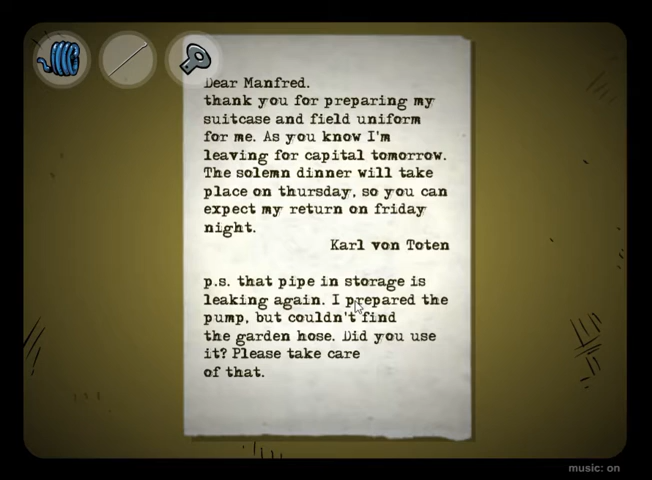 Dear Manfred.
thank you for preparing my
suitcase and field uniform
for me. As you know I'm
leaving for capital tomorrow.
The solemn dinner will take
place on thursday, so you can
expect my return on friday
night.
Karl von Toten
p.s. that pipe in storage is
leaking again. I prepared the
pump, but couldn't find
the garden hose. Did you use
it? Please take care
of that.
music: on